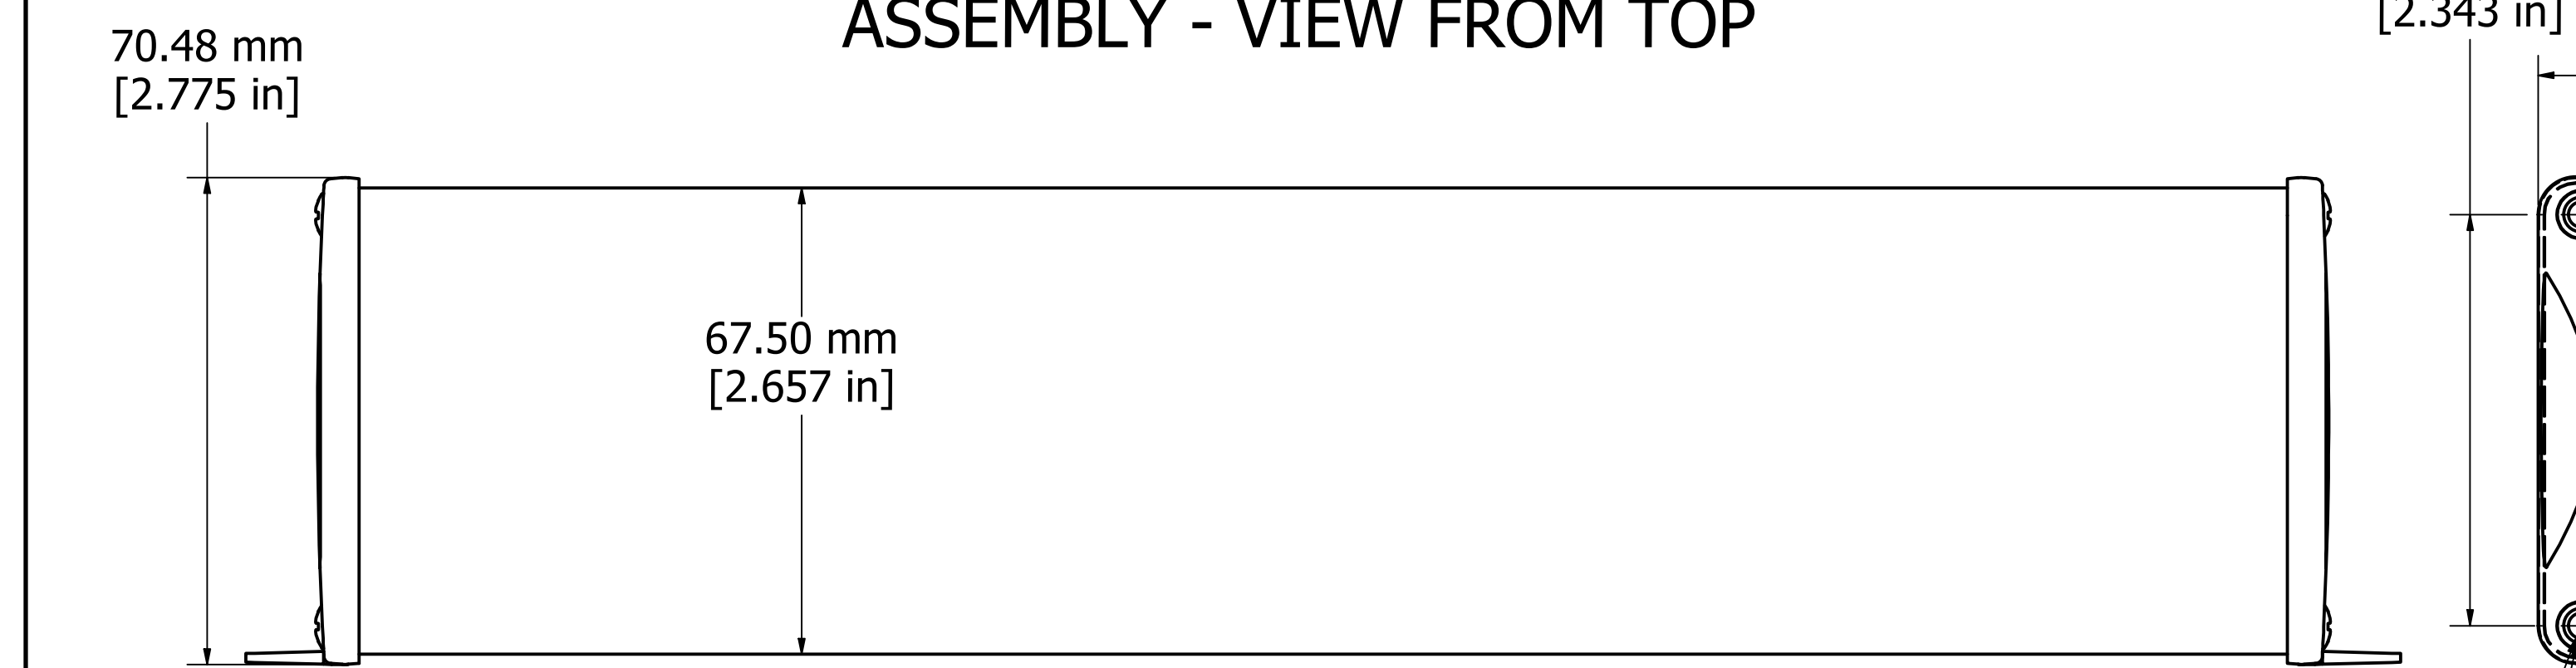 ASSEMBLY - VIEW FROM TOP
[2.343 in]
70.48 mm
[2.775 in]
67.50 mm
[2.657 in]